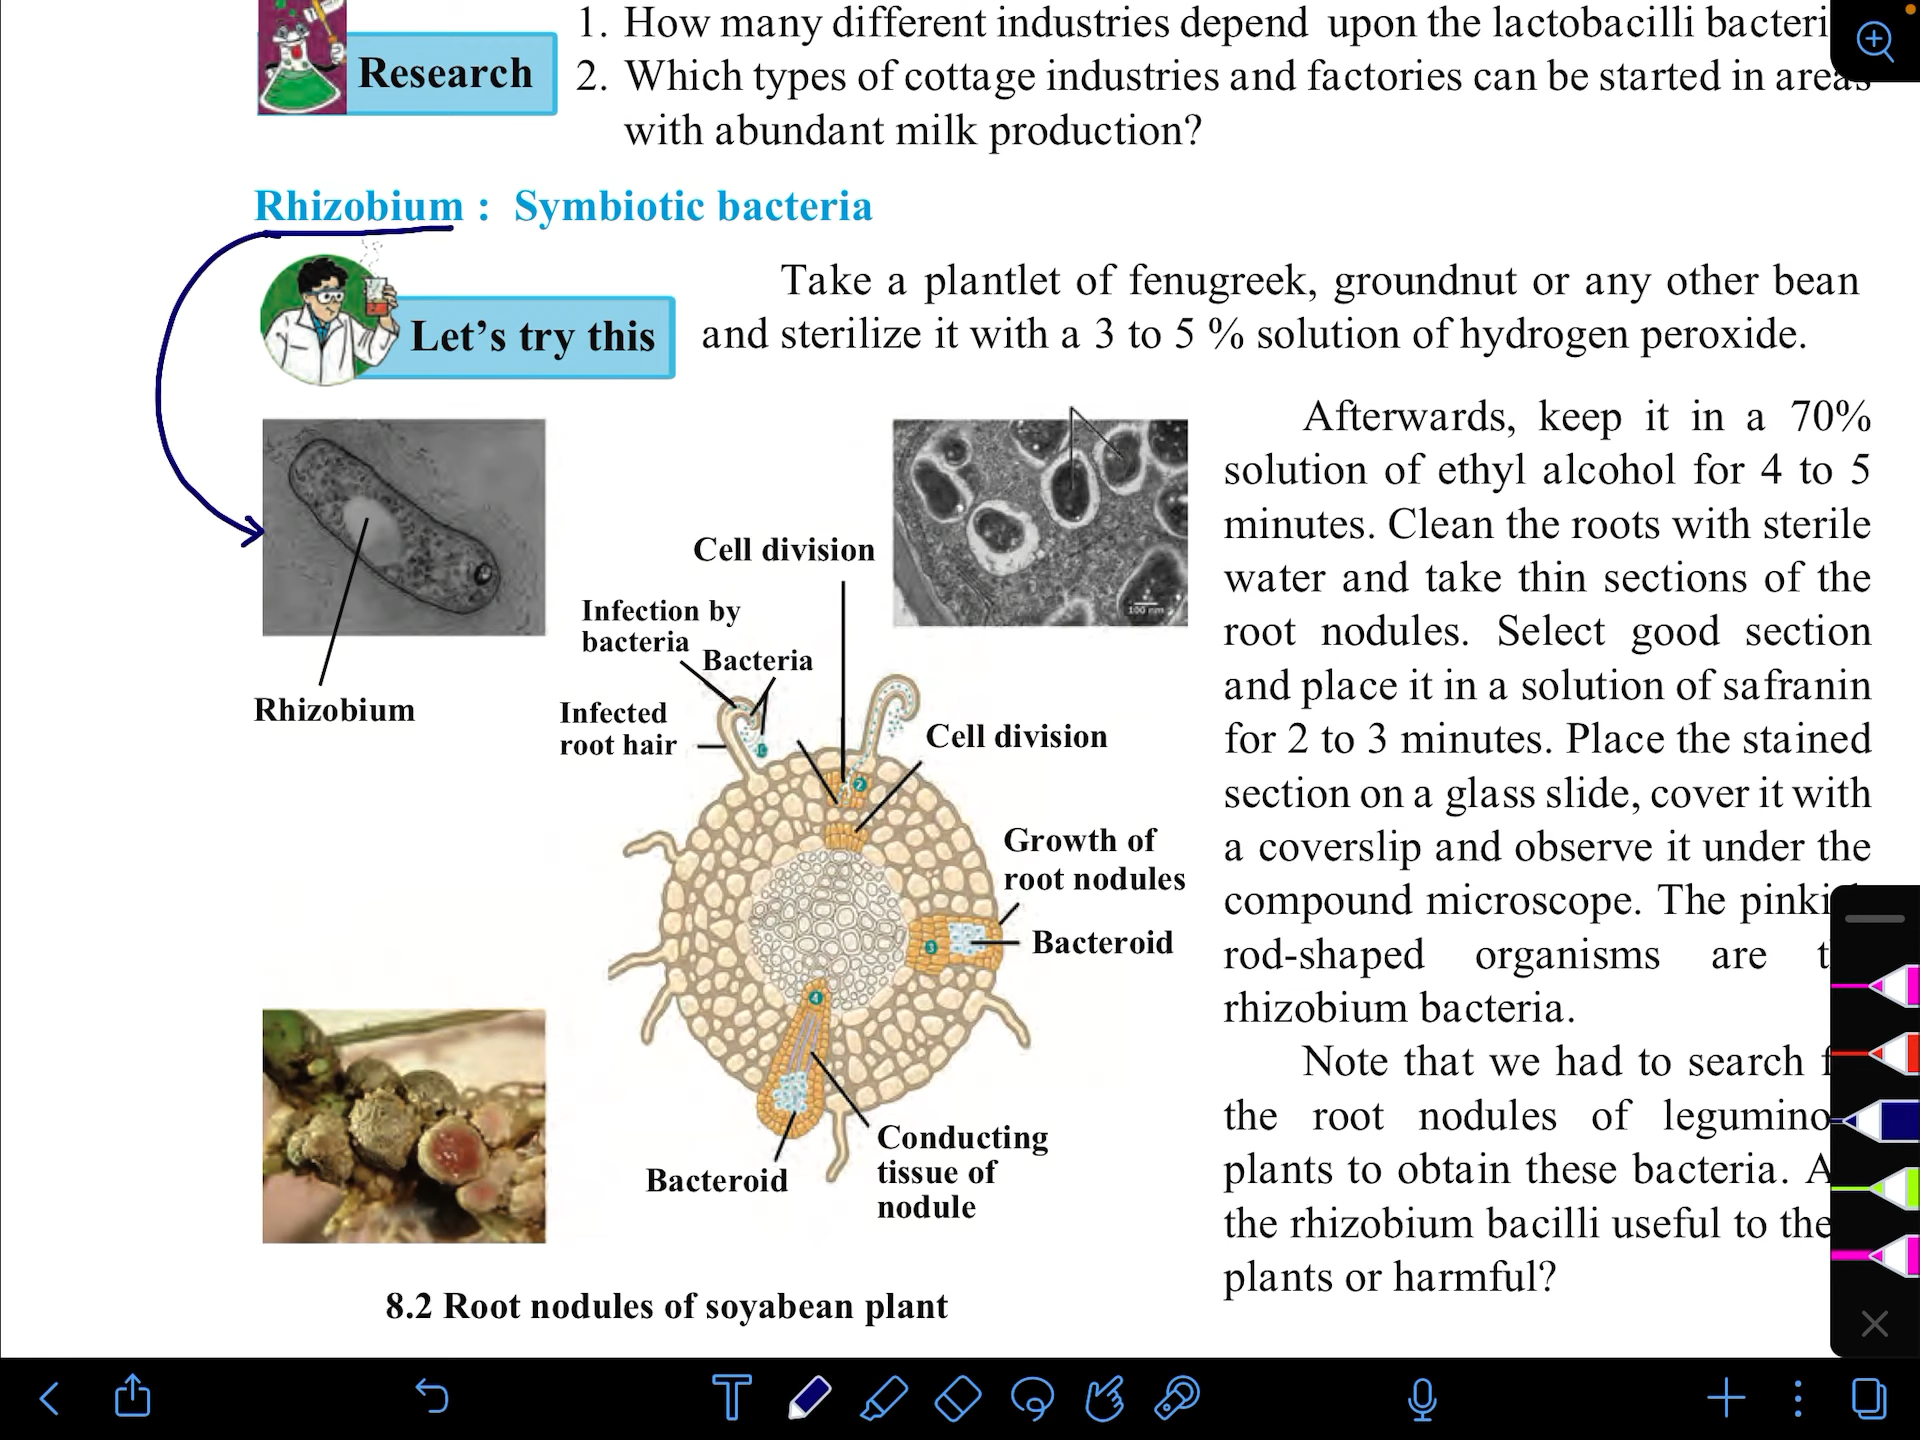 1. How many different industries depend upon the lactobacilli
Research
2. Which types of cottage industries and factories can be started in areas
with abundant milk production?
Rhizobium : Symbiotic bacteria
Take a plantlet of fenugreek, groundnut or any other bean
Let's try this
and sterilize it with a 3 to 5 % solution of hydrogen peroxide.
Afterwards, keep it in a 70%
solution of ethyl alcohol for 4 to 5
minutes. Clean the roots with sterile
water and take thin sections of the
root nodules. Select good section
and place it in a solution of safranin
for 2 to 3 minutes. Place the stained
section on a glass slide, cover it with
a coverslip and observe it under the
compound microscope. The
rod-shaped organisms are
rhizobium bacteria.
Note that we had to search
the root nodules of
plants to obtain these bacteria.
the rhizobium bacilli useful to
plants or harmful?
100 nm
Cell division
Infection by
bacteria
Bacteria
Rhizobium
Infected
root hair
Cell division
1
2
Growth of
root nodules
Bacteroid
3
4
Conducting
tissue of
nodule
Bacteroid
8.2 Root nodules of soyabean plant